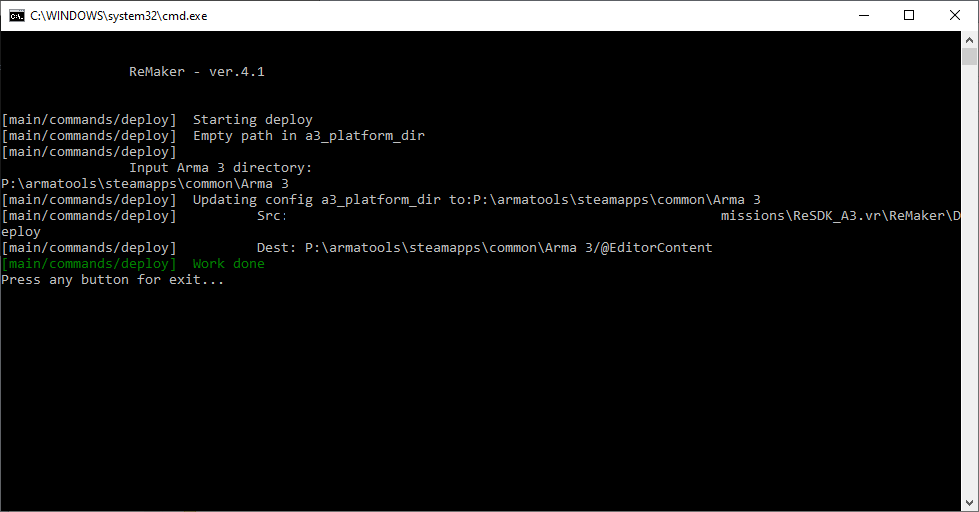 C:\WINDOWS\system32\cmd.exe
ReMaker - ver.4.1
[main/commands/deploy]  Starting deploy
[main/commands/deploy]  Empty path in a3_platform_dir
[main/commands/deploy]
Input Arma 3 directory:
P:\armatools\steamapps\common\Arma 3
[main/commands/deploy]  Updating config a3_platform_dir to:P:\armatools\steamapps\common\Arma 3
[main/commands/deploy]          Src: missions\ReSDK_A3.vr\ReMaker\D
eploy
[main/commands/deploy]          Dest: P:\armatools\steamapps\common\Arma 3/@EditorContent
[main/commands/deploy]  Work done
Press any button for exit...